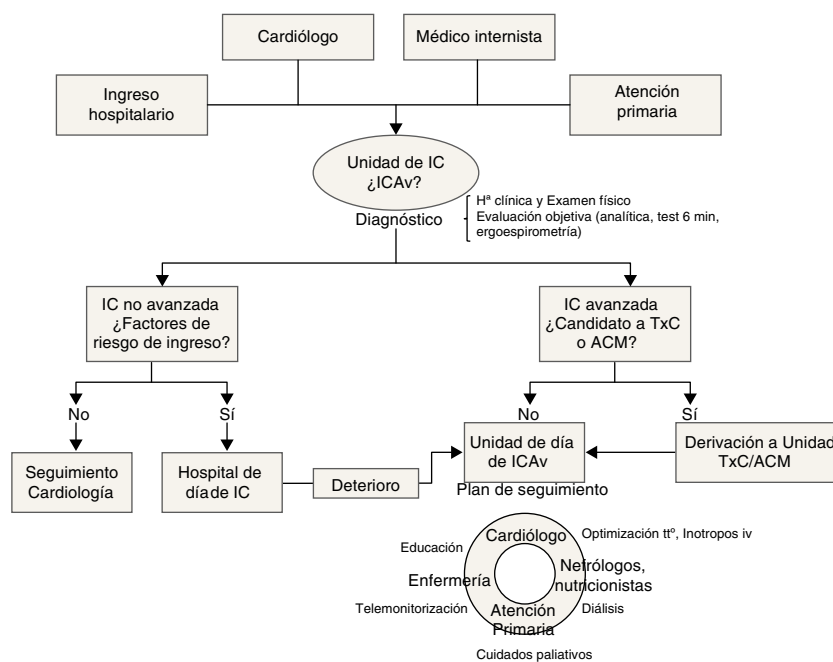 Cardiólogo
Médico internista
Ingreso
hospitalario
Atención
primaria
Unidad de IC
¿ICAv?
Diagnóstico
Hª clínica y Examen físico
Evaluación objetiva (analítica, test 6 min,
ergoespirometría)
IC no avanzada
¿Factores de
riesgo de ingreso?
IC avanzada
¿Candidato a TxC
o ACM?
No
Sí
No
Sí
Seguimiento
Cardiología
Hospital de
día de IC
Deterioro
Unidad de día
de ICAv
Derivación a Unidad
TxC/ACM
Plan de seguimiento
Cardiólogo
Optimización ttº, Inotropos iv
Educación
Enfermería
Nefrólogos,
nutricionistas
Telemonitorización
Atención
Primaria
Diálisis
Cuidados paliativos